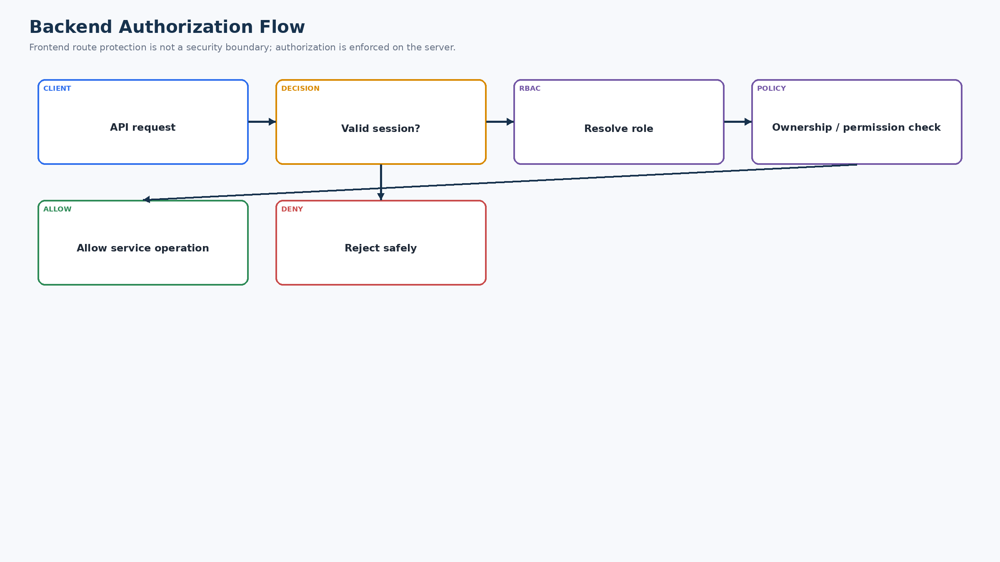 Backend Authorization Flow
Frontend route protection is not a security boundary; authorization is enforced on the server.
CLIENT
API request
DECISION
Valid session?
RBAC
Resolve role
POLICY
Ownership / permission check
ALLOW
Allow service operation
DENY
Reject safely